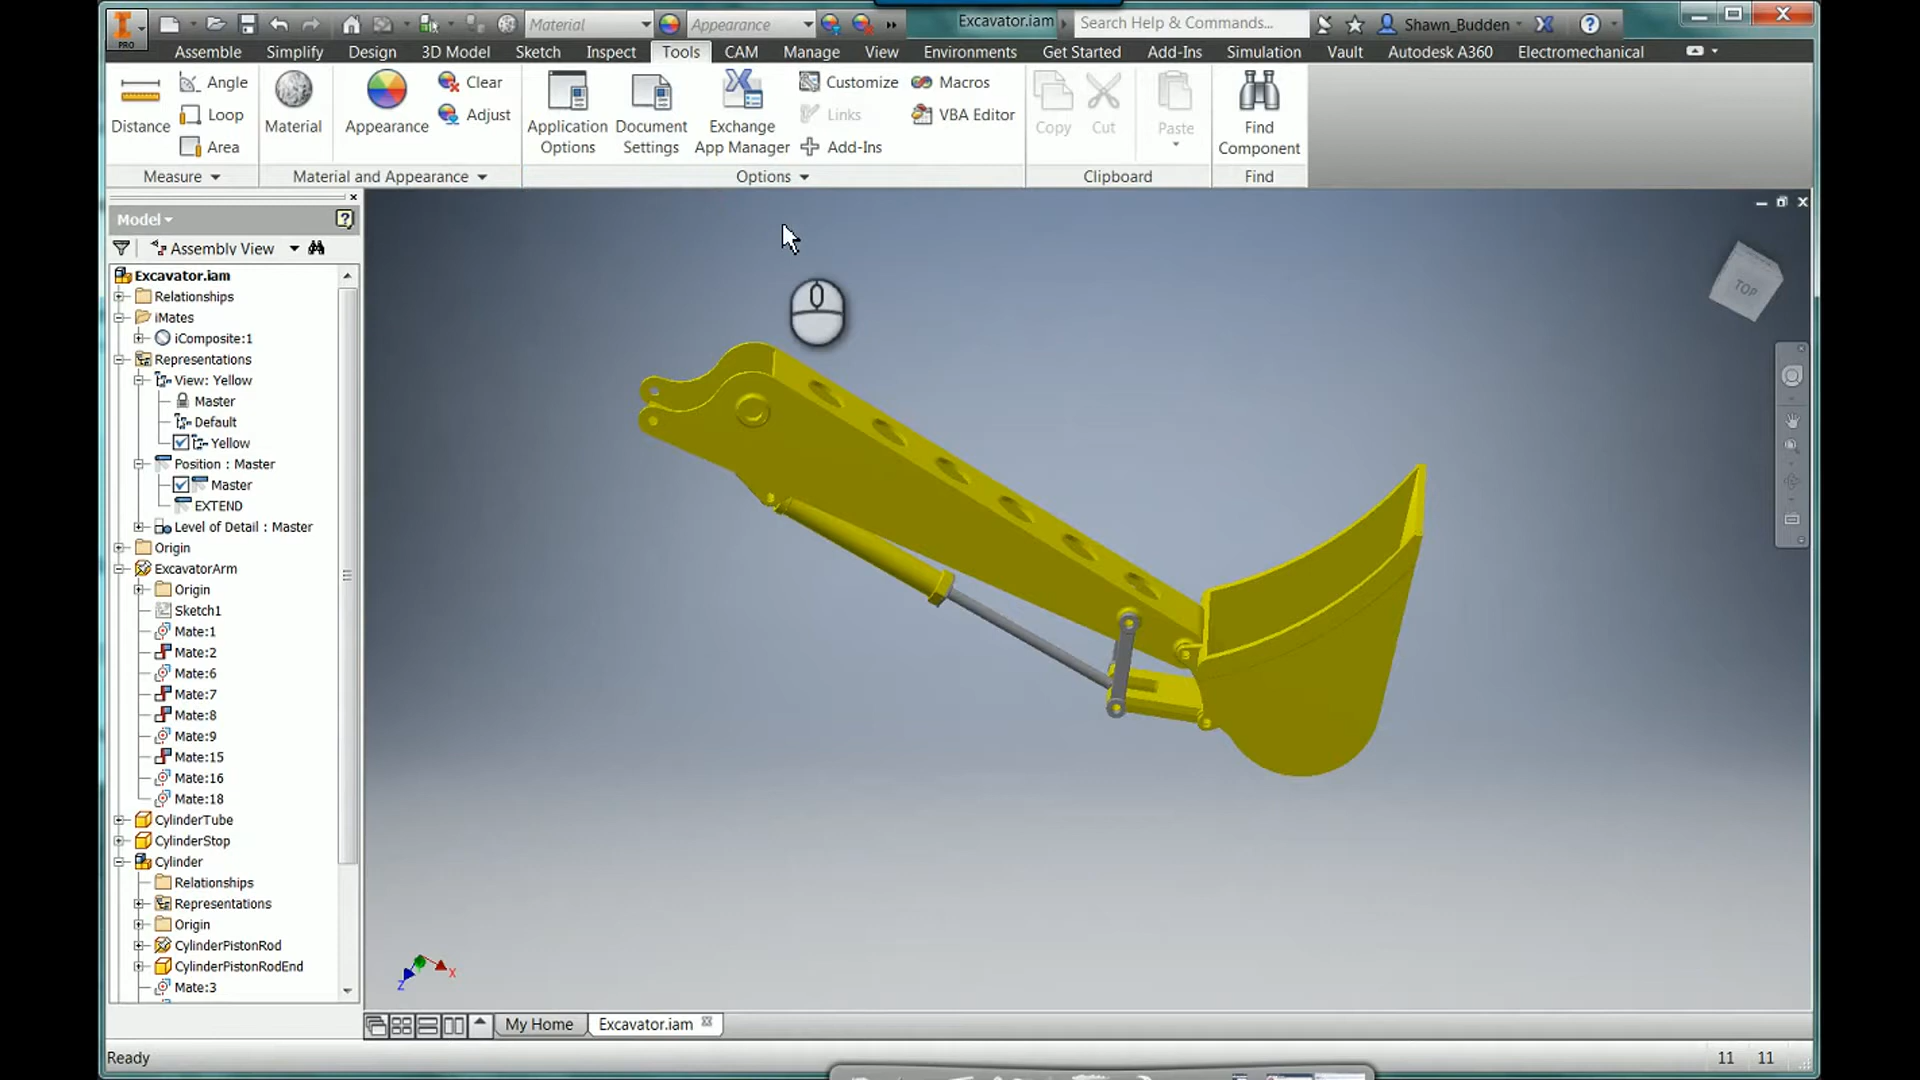 PRO
Material
Appearance
Excavator.iam
Search Help & Commands...
Shawn_Budden
Assemble Simplify Design 3D Model Sketch Inspect Tools CAM Manage View Environments Get Started Add-Ins Simulation Vault Autodesk A360 Electromechanical
Distance
Angle
Loop
Area
Measure
Material
Appearance
Clear
Adjust
Material and Appearance
Application Options
Document Settings
Exchange App Manager
Customize
Links
Add-Ins
Macros
VBA Editor
Options
Copy
Cut
Paste
Clipboard
Find Component
Find
Model
Assembly View
Excavator.iam
Relationships
iMates
iComposite:1
Representations
View: Yellow
Master
Default
Yellow
Position : Master
Master
EXTEND
Level of Detail : Master
Origin
ExcavatorArm
Origin
Sketch1
Mate:1
Mate:2
Mate:6
Mate:7
Mate:8
Mate:9
Mate:15
Mate:16
Mate:18
CylinderTube
CylinderStop
Cylinder
Relationships
Representations
Origin
CylinderPistonRod
CylinderPistonRodEnd
Mate:3
TOP
X
Z
My Home
Excavator.iam
Ready
11 11